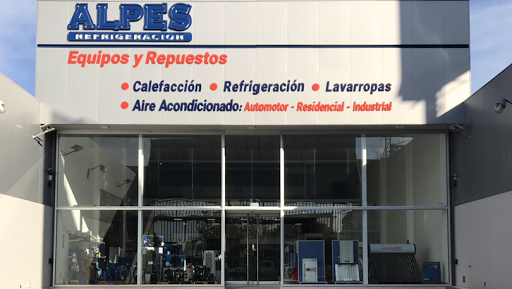 ALPES
REFRIGERACION
Equipos y Repuestos
• Calefacción • Refrigeración • Lavarropas
• Aire Acondicionado: Automotor - Residencial - Industrial